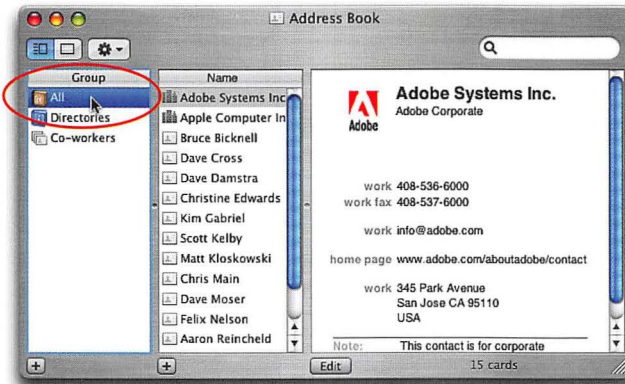 Address Book
Group
All
Directories
Co-workers
Name
Adobe Systems Inc
Apple Computer In
Bruce Bicknell
Dave Cross
Dave Damstra
Christine Edwards
Kim Gabriel
Scott Kelby
Matt Kloskowski
Chris Main
Dave Moser
Felix Nelson
Aaron Reincheld
Adobe
Adobe Systems Inc.
Adobe Corporate
work 408-536-6000
work fax 408-537-6000
work info@adobe.com
home page www.adobe.com/aboutadobe/contact
work 345 Park Avenue
San Jose CA 95110
USA
Note: This contact is for corporate
Edit
15 cards